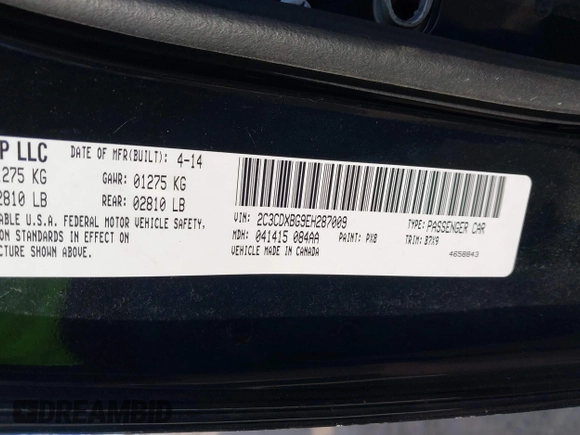 P LLC DATE OF MFR(BUILT): 4-14
1275 KG GAWR: 01275 KG
2810 LB REAR: 02810 LB
ABLE U.S.A. FEDERAL MOTOR VEHICLE SAFETY,
ON STANDARDS IN EFFECT ON
CTURE SHOWN ABOVE.
VIN: 2C3CDXBG9EH287009 TYPE: PASSENGER CAR
MDH: 041415 084AA PAINT: PXB TRIM: B7X9
VEHICLE MADE IN CANADA 4658843
DREAMBID